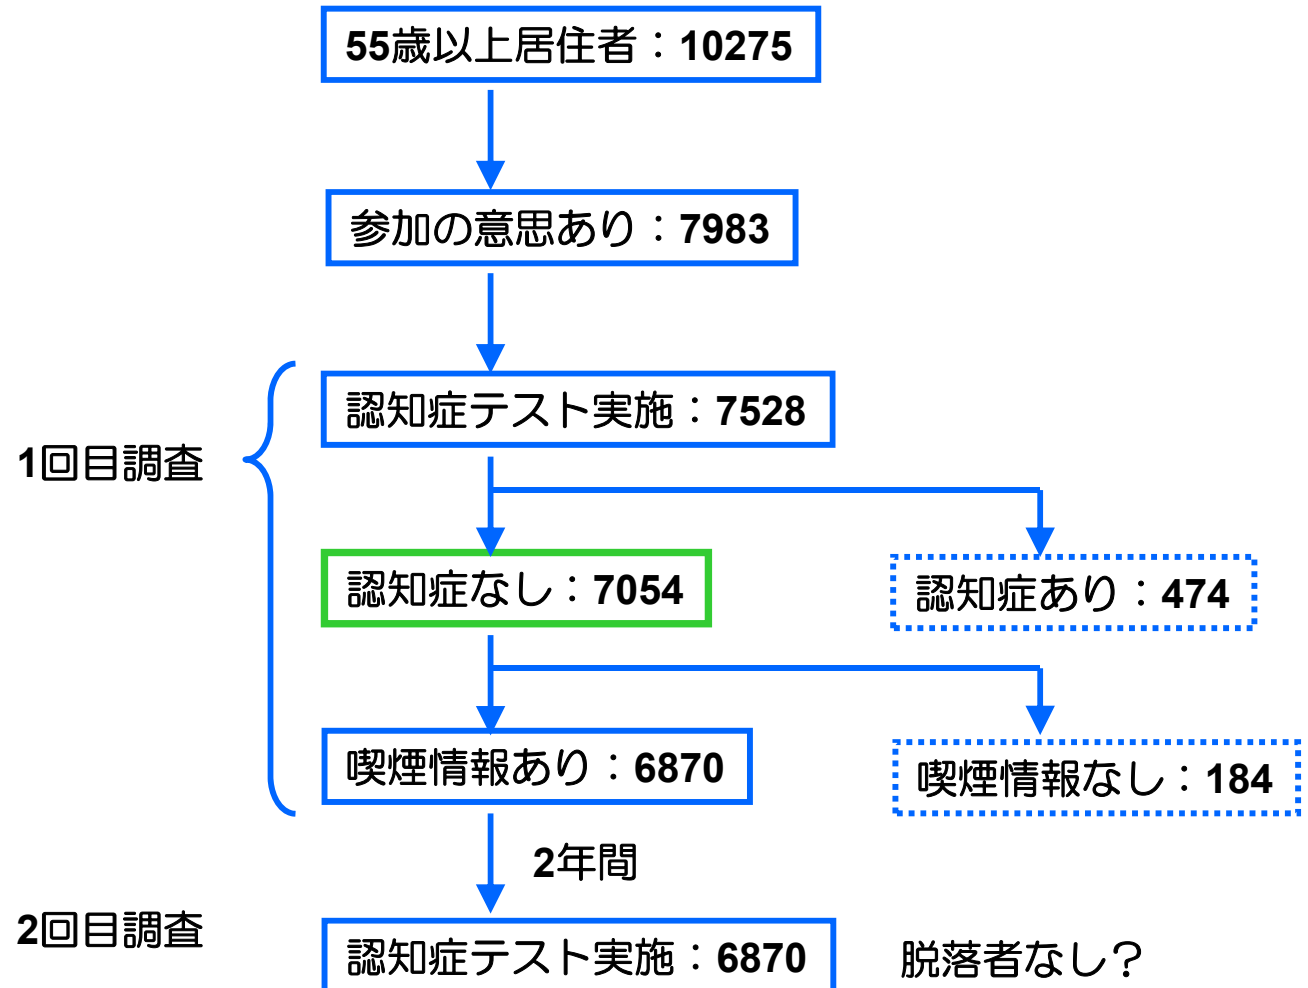 55歳以上居住者：10275
参加の意思あり：7983
認知症テスト実施：7528
1回目調査
認知症なし：7054
認知症あり：474
喫煙情報あり：6870
喫煙情報なし：184
2年間
2回目調査
認知症テスト実施：6870
脱落者なし？